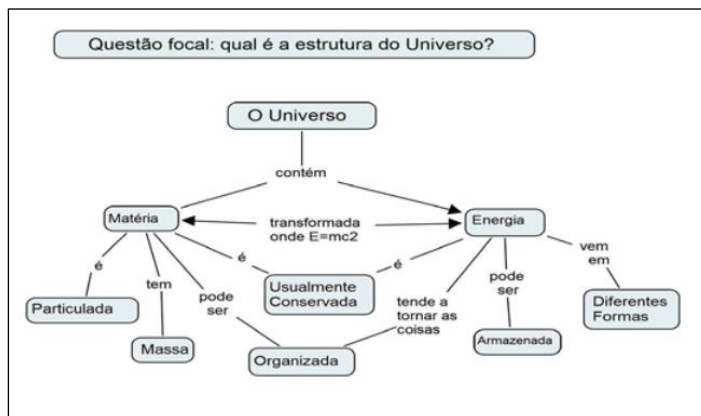 Questão focal: qual é a estrutura do Universo?
O Universo
contém
Matéria
transformada
onde E=mc2
Energia
é
tem
pode
ser
é
Usualmente
Conservada
é
tende a
tornar as
coisas
pode
ser
vem
em
Particulada
Massa
Organizada
Armazenada
Diferentes
Formas